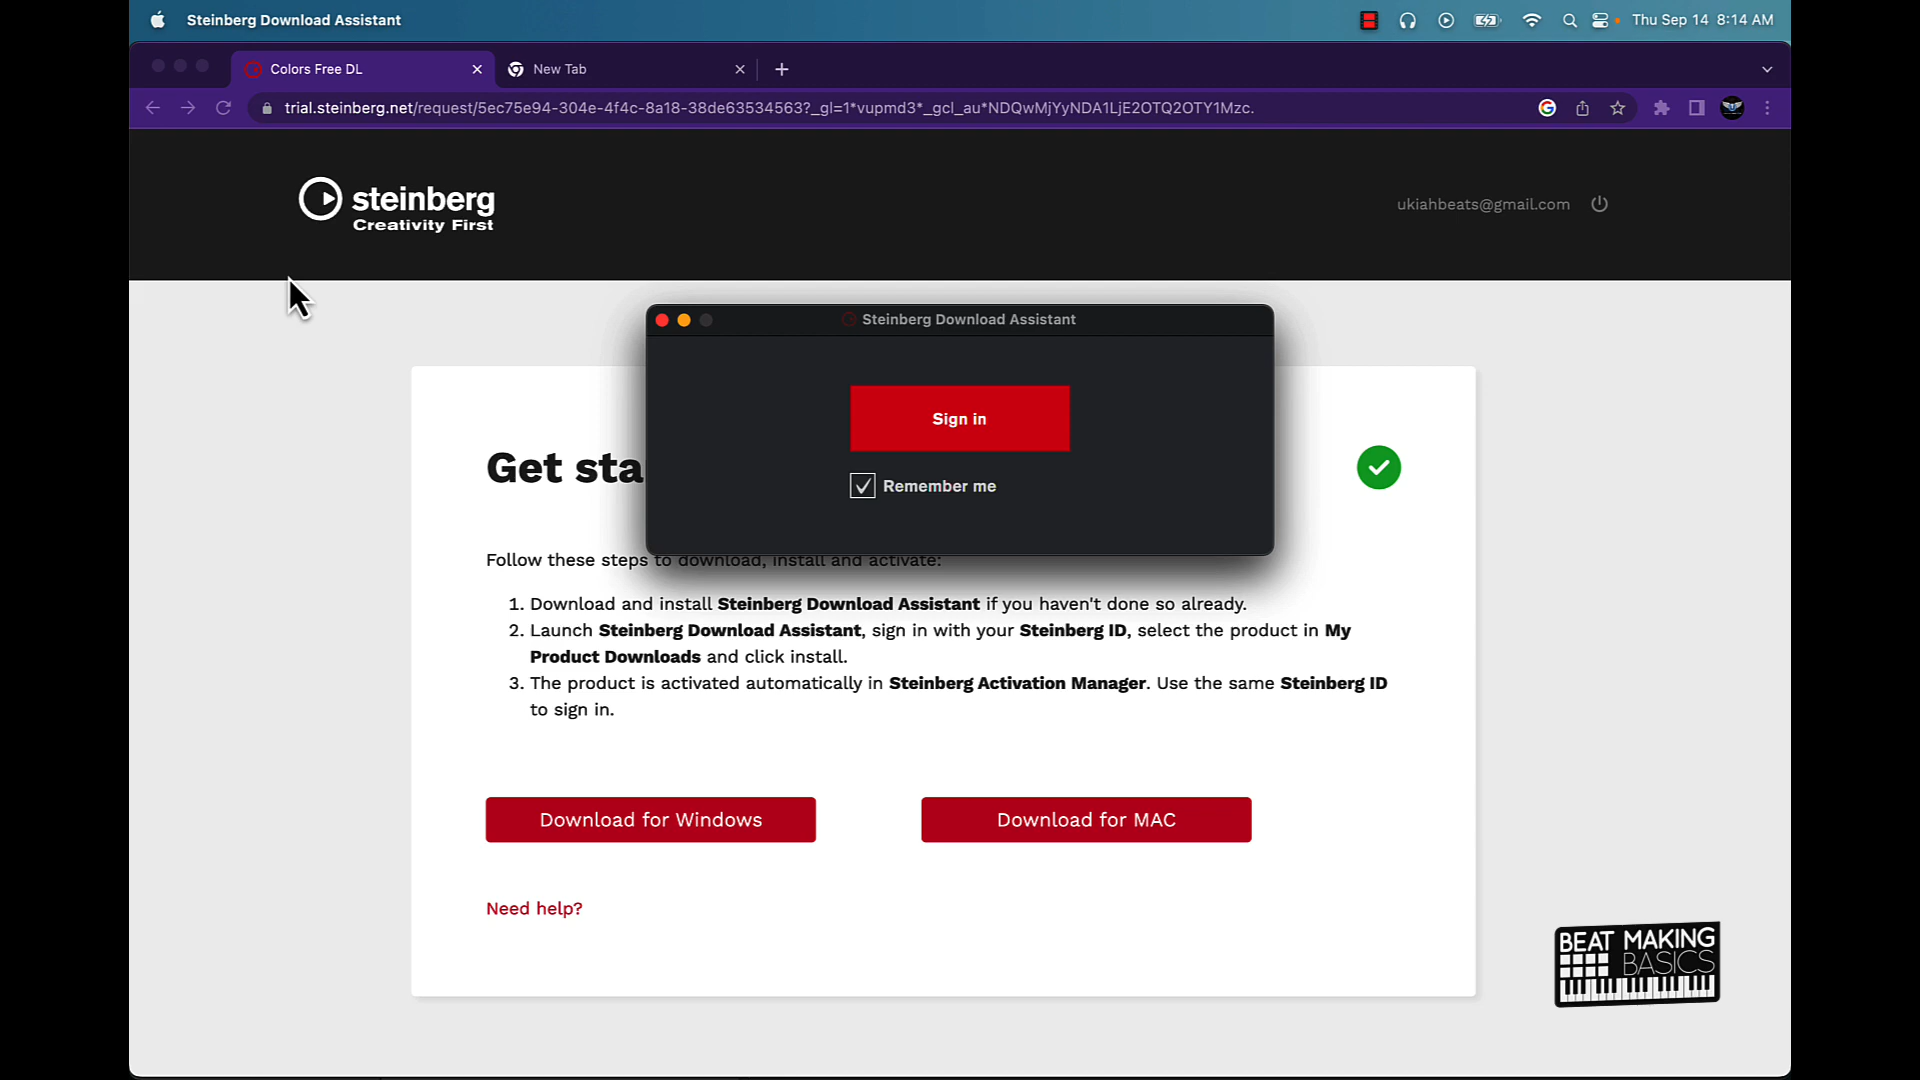 Steinberg Download Assistant
Thu Sep 14 8:14 AM
Colors Free DL
New Tab
trial.steinberg.net/request/5ec75e94-304e-4f4c-8a18-38de63534563?_gl=1*vupmd3*_gcl_au*NDQwMjYyNDA1LjE2OTQ2OTY1Mzc.
steinberg
Creativity First
ukiahbeats@gmail.com
Steinberg Download Assistant
Sign in
Remember me
Get sta
Follow these steps to download, install and activate:
1. Download and install Steinberg Download Assistant if you haven't done so already.
2. Launch Steinberg Download Assistant, sign in with your Steinberg ID, select the product in My
Product Downloads and click install.
3. The product is activated automatically in Steinberg Activation Manager. Use the same Steinberg ID
to sign in.
Download for Windows
Download for MAC
Need help?
BEAT MAKING
BASICS